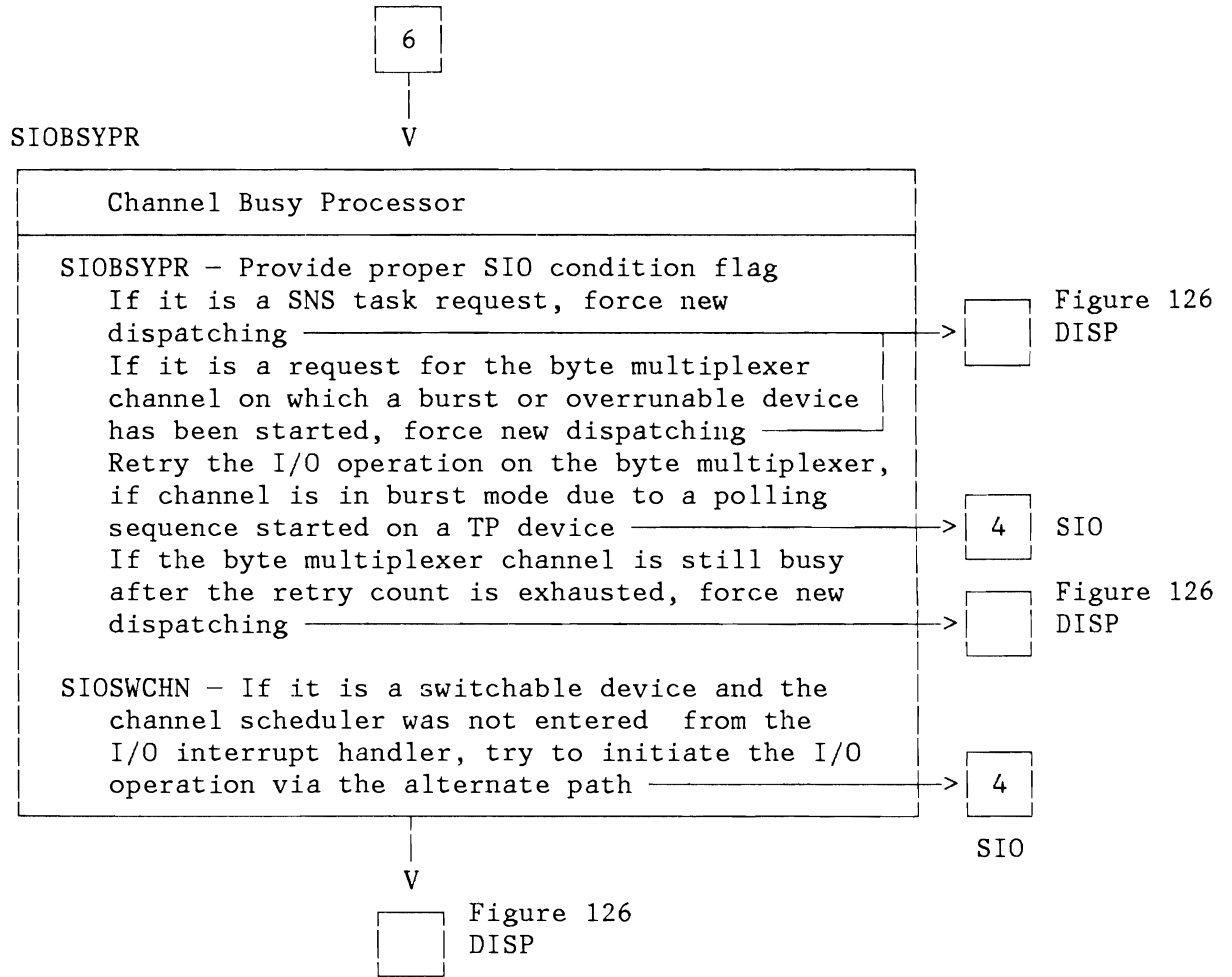 6
SIOBSYPR
V
Channel Busy Processor
SIOBSYPR — Provide proper SIO condition flag
If it is a SNS task request, force new
dispatching ————> Figure 126
DISP
If it is a request for the byte multiplexer
channel on which a burst or overrunable device
has been started, force new dispatching
Retry the I/O operation on the byte multiplexer,
if channel is in burst mode due to a polling
sequence started on a TP device ————> 4 SIO
If the byte multiplexer channel is still busy
after the retry count is exhausted, force new
dispatching ————> Figure 126
DISP
SIOSWCHN — If it is a switchable device and the
channel scheduler was not entered from the
I/O interrupt handler, try to initiate the I/O
operation via the alternate path ————> 4
SIO
V
Figure 126
DISP